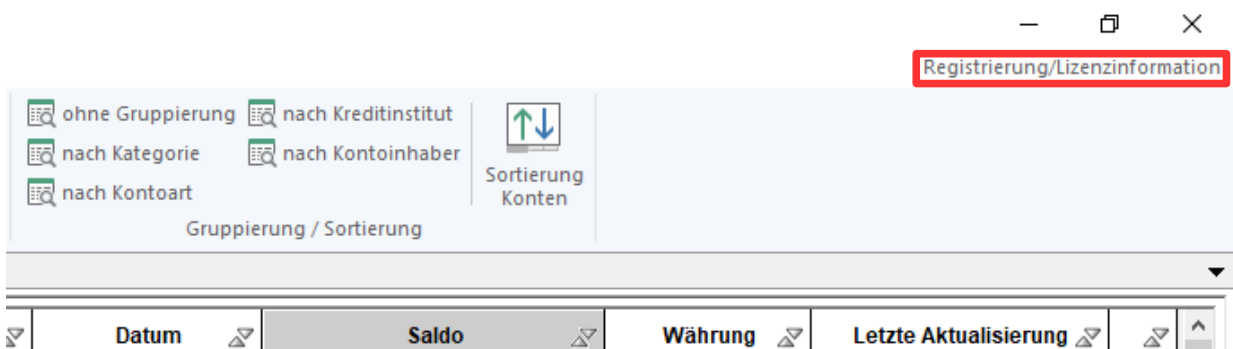 Registrierung/Lizenzinformation
ohne Gruppierung nach Kreditinstitut
nach Kategorie nach Kontoinhaber
nach Kontoart
Sortierung
Konten
Gruppierung / Sortierung
Datum Saldo Währung Letzte Aktualisierung